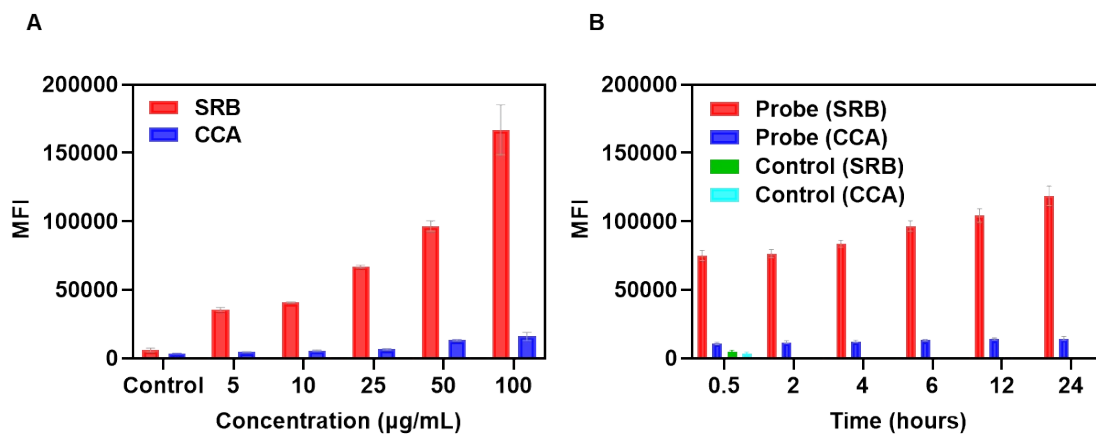 A
200000
150000
100000
50000
0
MFI
SRB
CCA
Control 5 10 25 50 100
Concentration (µg/mL)
B
200000
150000
100000
50000
0
MFI
Probe (SRB)
Probe (CCA)
Control (SRB)
Control (CCA)
0.5 2 4 6 12 24
Time (hours)